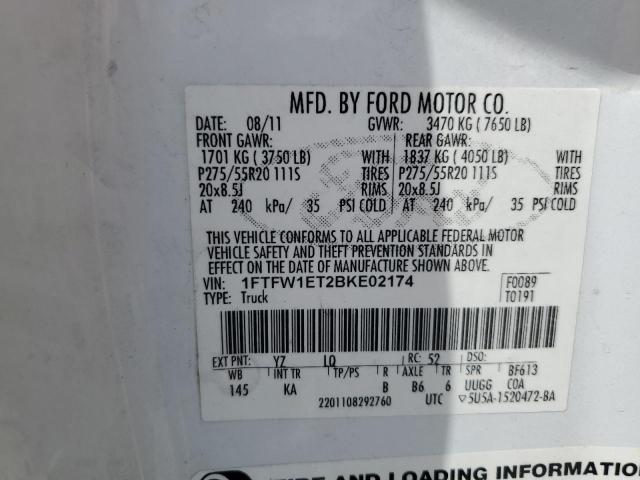 MFD. BY FORD MOTOR CO.
DATE: 08/11 GVWR: 3470 KG ( 7650 LB)
FRONT GAWR: REAR GAWR:
1701 KG ( 3750 LB) WITH 1837 KG ( 4050 LB) WITH
P275/55R20 111S TIRES P275/55R20 111S TIRES
20x8.5J RIMS 20x8.5J RIMS
AT 240 kPa/ 35 PSI COLD AT 240 kPa/ 35 PSI COLD
THIS VEHICLE CONFORMS TO ALL APPLICABLE FEDERAL MOTOR
VEHICLE SAFETY AND THEFT PREVENTION STANDARDS IN
EFFECT ON THE DATE OF MANUFACTURE SHOWN ABOVE.
VIN: 1FTFW1ET2BKE02174 F0089
TYPE: Truck T0191
EXT PNT: YZ LQ RC: 52 DSO:
WB INT TR TP/PS R AXLE TR SPR BF613
145 KA B B6 6 UUGG COA
2201108292760 UTC 5U5A-1520472-BA
TIRE AND LOADING INFORMATION